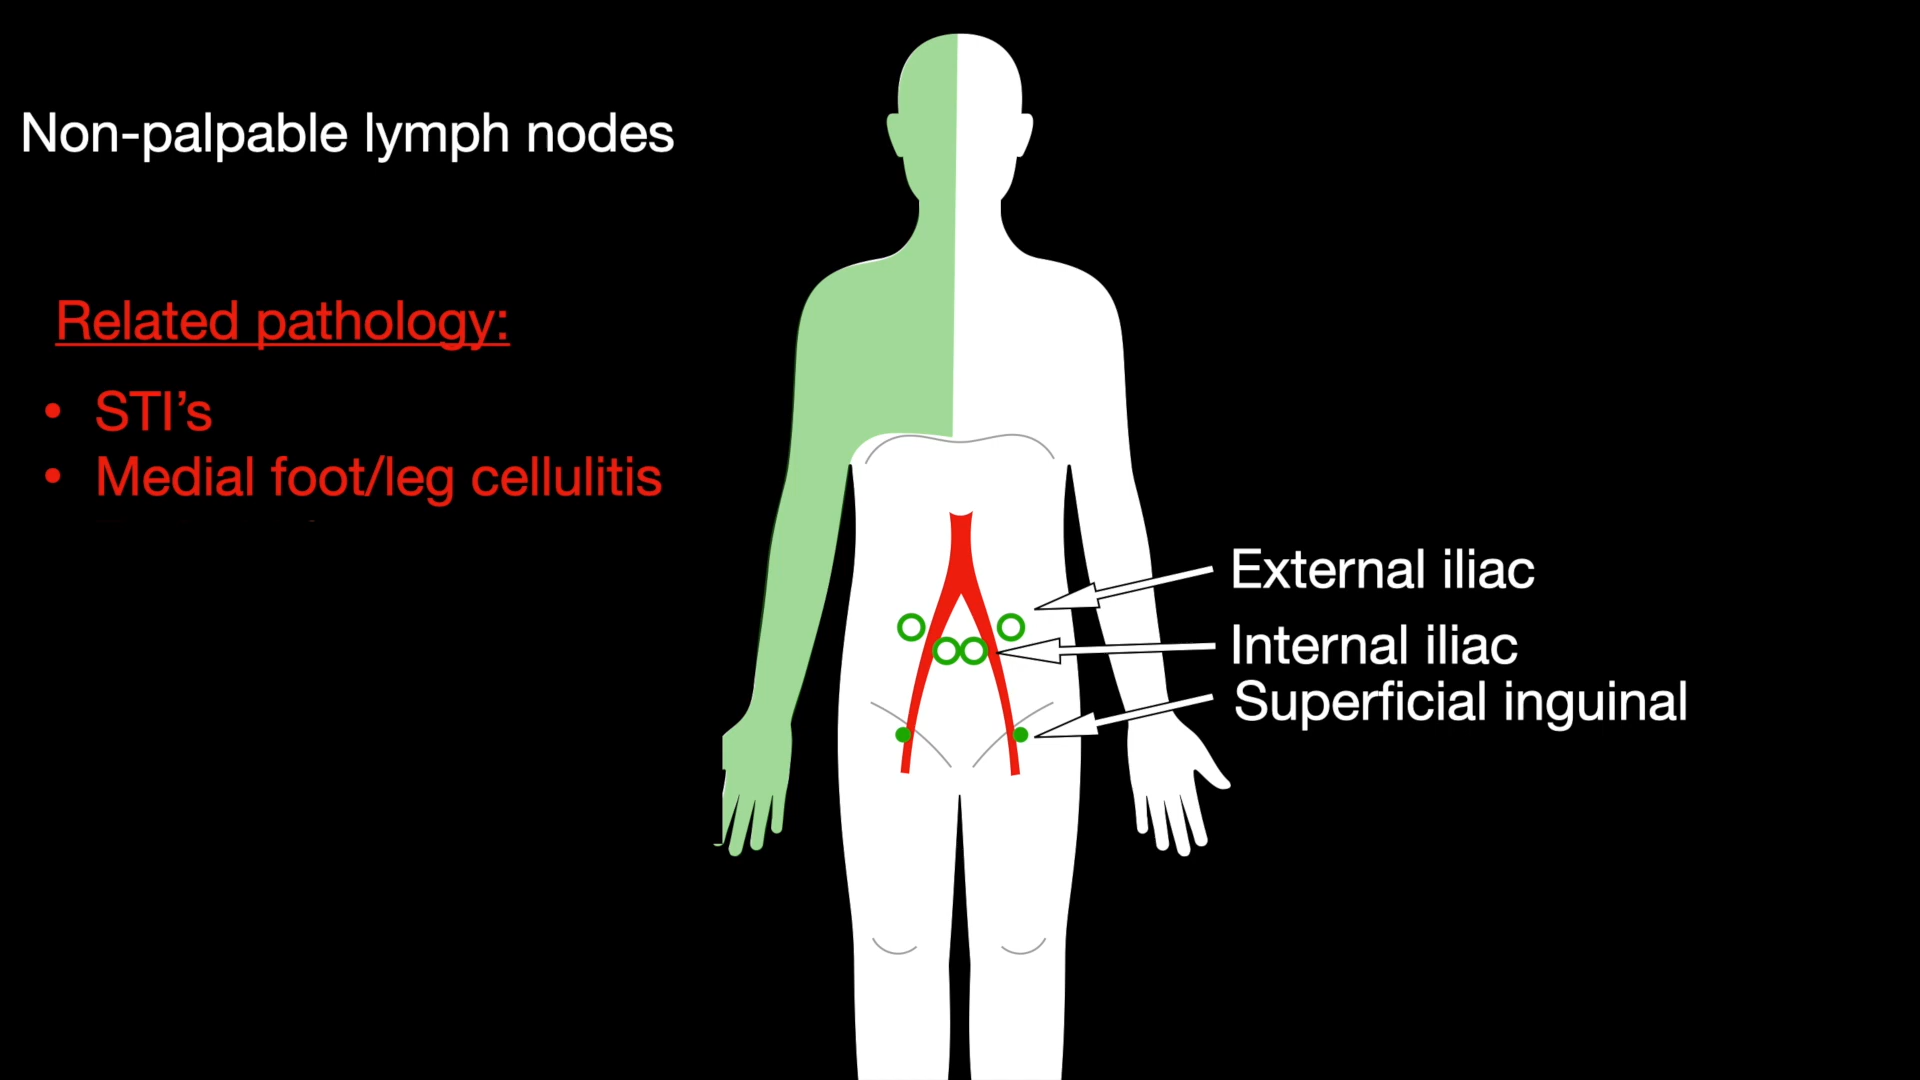 Non-palpable lymph nodes
Related pathology:
• STI’s
• Medial foot/leg cellulitis
External iliac
Internal iliac
Superficial inguinal